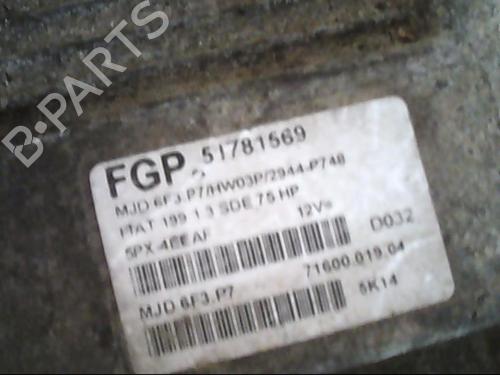 B-PARTS
FGP 51781569
MJD 6F3.P7/HW03P/2944-P748
FIAT 199 1.3 SDE 75 HP
5PX-4EEAF 12V= D032
71600.019.04
MJD 6F3.P7 5K14